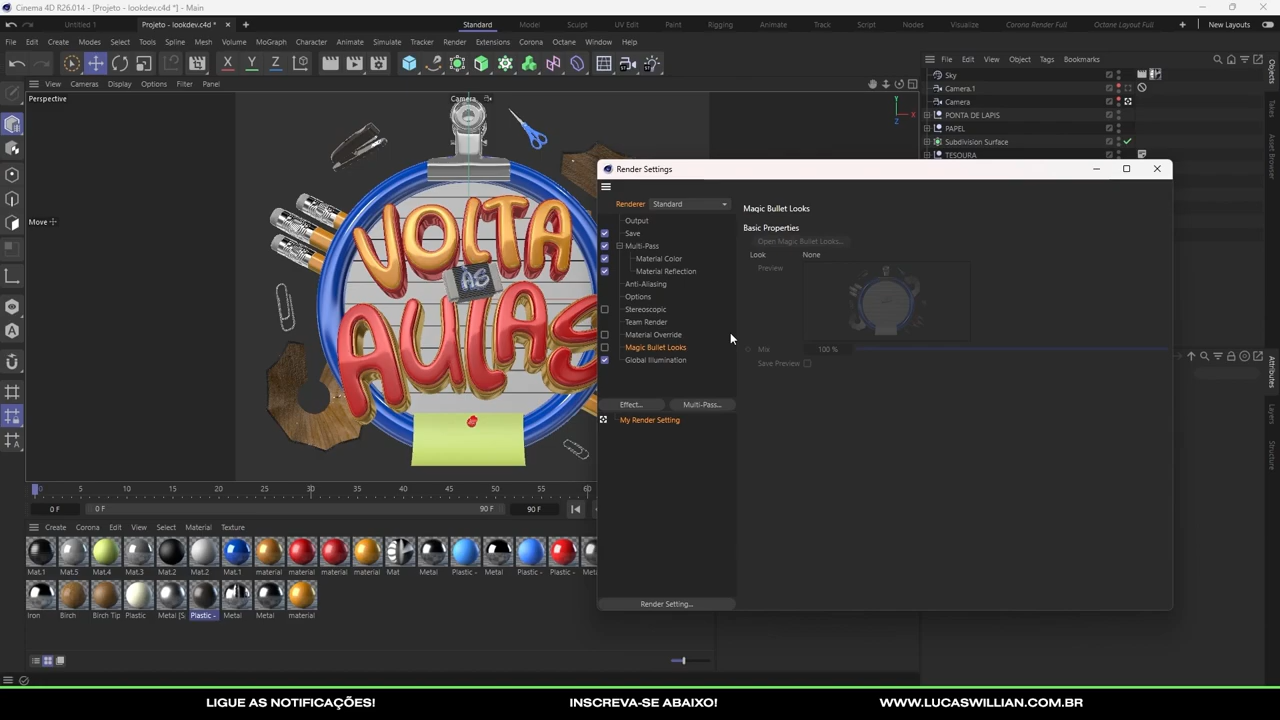 Cinema 4D R26.014 - [Projeto - lookdev.c4d *] - Main
Untitled 1
Projeto - lookdev.c4d *
Standard
Model
Sculpt
UV Edit
Paint
Rigging
Animate
Track
Script
Nodes
Visualize
Corona Render Full
Octane Layout Full
New Layouts
File Edit Create Modes Select Tools Spline Mesh Volume MoGraph Character Animate Simulate Tracker Render Extensions Corona Octane Window Help
File Edit View Object Tags Bookmarks
X Y Z
View Cameras Display Options Filter Panel
Perspective
Camera
Y
X
Z
Sky
Camera.1
Camera
PONTA DE LAPIS
PAPEL
Subdivision Surface
TESOURA
Objects
Takes
Asset Browser
Attributes
Layers
Structure
Move
VOLTA
ÀS
AULAS
Render Settings
Renderer Standard
Output
Save
Multi-Pass
Material Color
Material Reflection
Anti-Aliasing
Options
Stereoscopic
Team Render
Material Override
Magic Bullet Looks
Global Illumination
Effect...
Multi-Pass...
My Render Setting
Render Setting...
Magic Bullet Looks
Basic Properties
Open Magic Bullet Looks...
Look None
Preview
Mix 100 %
Save Preview
0 5 10 15 20 25 30 35 40 45 50 55 60
0 F
0 F
90 F
90 F
Create Corona Edit View Select Material Texture
Mat.1 Mat.5 Mat.4 Mat.3 Mat.2 Mat.2 Mat.1 material material material material Mat Metal Plastic - Metal Plastic - Plastic - Metal
Iron Birch Birch Tip Plastic Metal [S Plastic - Metal Metal material
LIGUE AS NOTIFICAÇÕES!
INSCREVA-SE ABAIXO!
WWW.LUCASWILLIAN.COM.BR